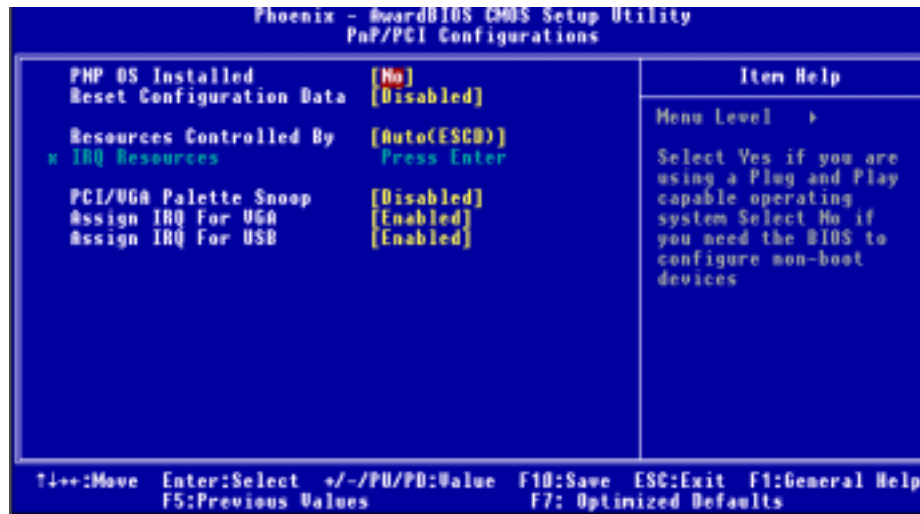 Phoenix - AwardBIOS CMOS Setup Utility
PnP/PCI Configurations
PNP OS Installed [No]
Reset Configuration Data [Disabled]
Resources Controlled By [Auto(ESCD)]
x IRQ Resources Press Enter
PCI/VGA Palette Snoop [Disabled]
Assign IRQ For VGA [Enabled]
Assign IRQ For USB [Enabled]
Item Help
Menu Level ▸
Select Yes if you are
using a Plug and Play
capable operating
system Select No if
you need the BIOS to
configure non-boot
devices
↑↓→←:Move Enter:Select +/-/PU/PD:Value F10:Save ESC:Exit F1:General Help
F5:Previous Values F7: Optimized Defaults